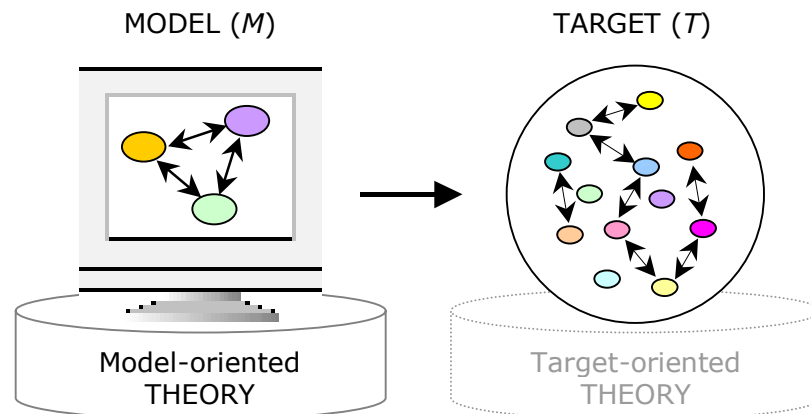 MODEL (M)
TARGET (T)
Model-oriented
THEORY
Target-oriented
THEORY